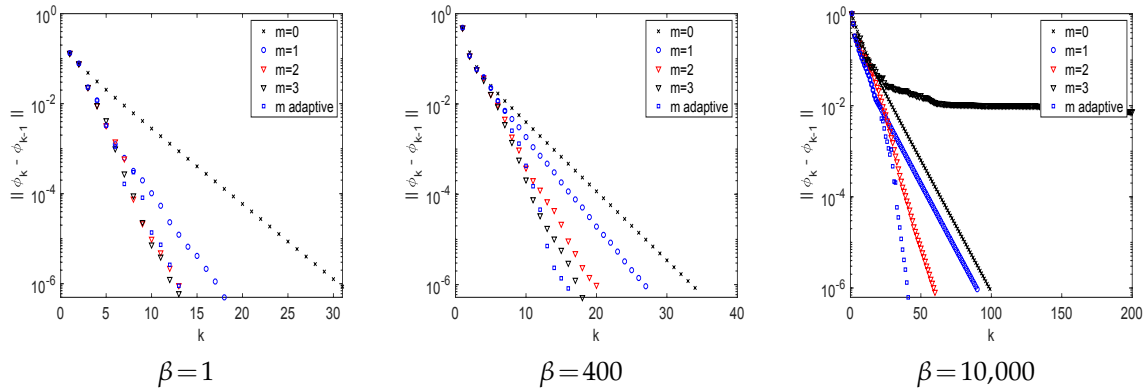 m=0
m=1
m=2
m=3
m adaptive
10^-2
10^-4
10^-6
|| ϕ_k - ϕ_k-1 ||
0 5 10 15 20 25 30
k
β=1
m=0
m=1
m=2
m=3
m adaptive
10^-2
10^-4
10^-6
|| ϕ_k - ϕ_k-1 ||
0 10 20 30 40
k
β=400
m=0
m=1
m=2
m=3
m adaptive
10^0
10^-2
10^-4
10^-6
|| ϕ_k - ϕ_k-1 ||
0 50 100 150 200
k
β=10,000